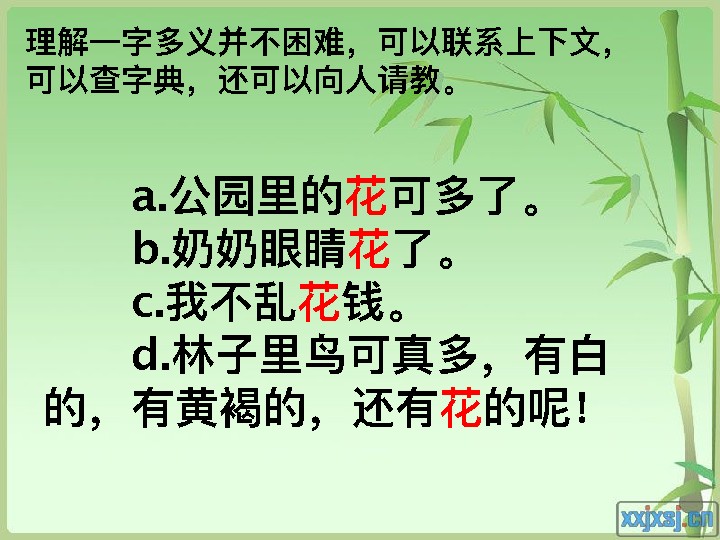 理解一字多义并不困难，可以联系上下文，
可以查字典，还可以向人请教。
a.公园里的花可多了。
b.奶奶眼睛花了。
c.我不乱花钱。
d.林子里鸟可真多，有白
的，有黄褐的，还有花的呢！
xxjxsj.cn